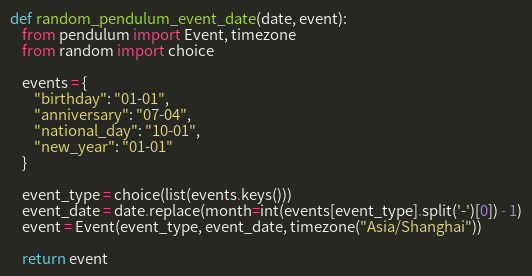 def random_pendulum_event_date(date, event):
    from pendulum import Event, timezone
    from random import choice

    events = {
        "birthday": "01-01",
        "anniversary": "07-04",
        "national_day": "10-01",
        "new_year": "01-01"
    }

    event_type = choice(list(events.keys()))
    event_date = date.replace(month=int(events[event_type].split('-')[0]) - 1)
    event = Event(event_type, event_date, timezone("Asia/Shanghai"))

    return event